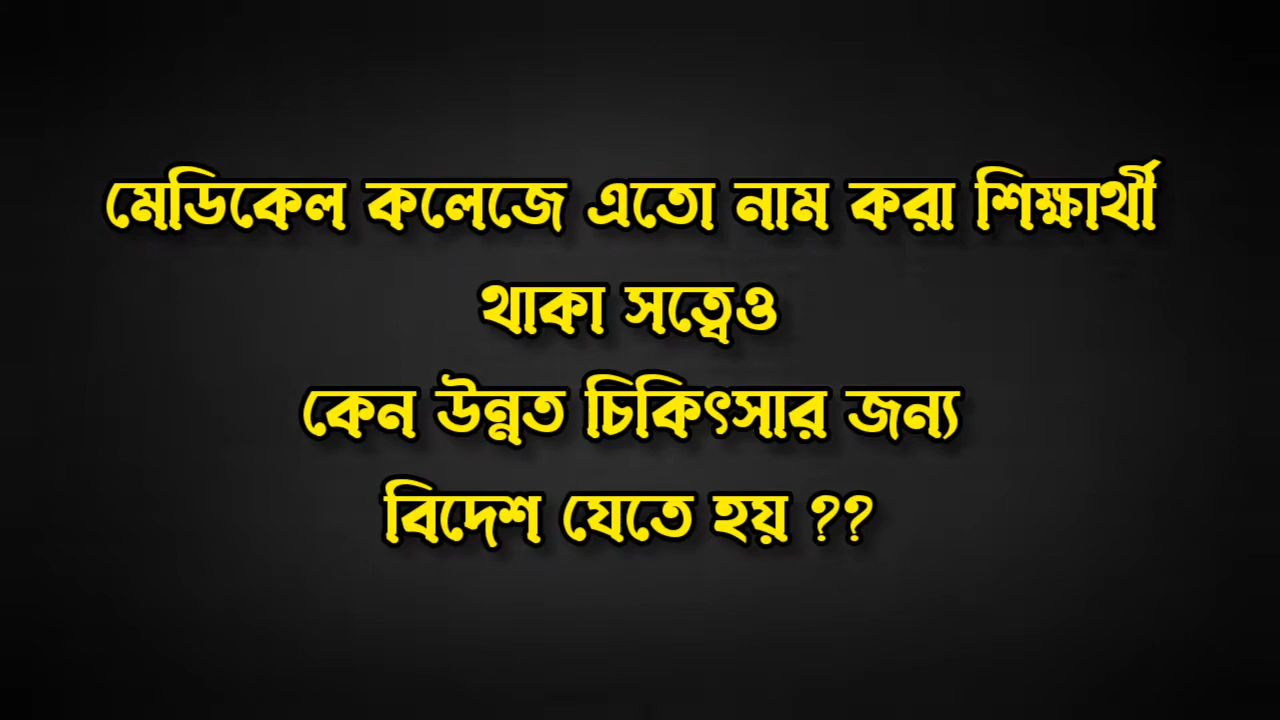 মেডিকেল কলেজে এতো নাম করা শিক্ষার্থী
থাকা সত্বেও
কেন উন্নত চিকিৎসার জন্য
বিদেশ যেতে হয় ??